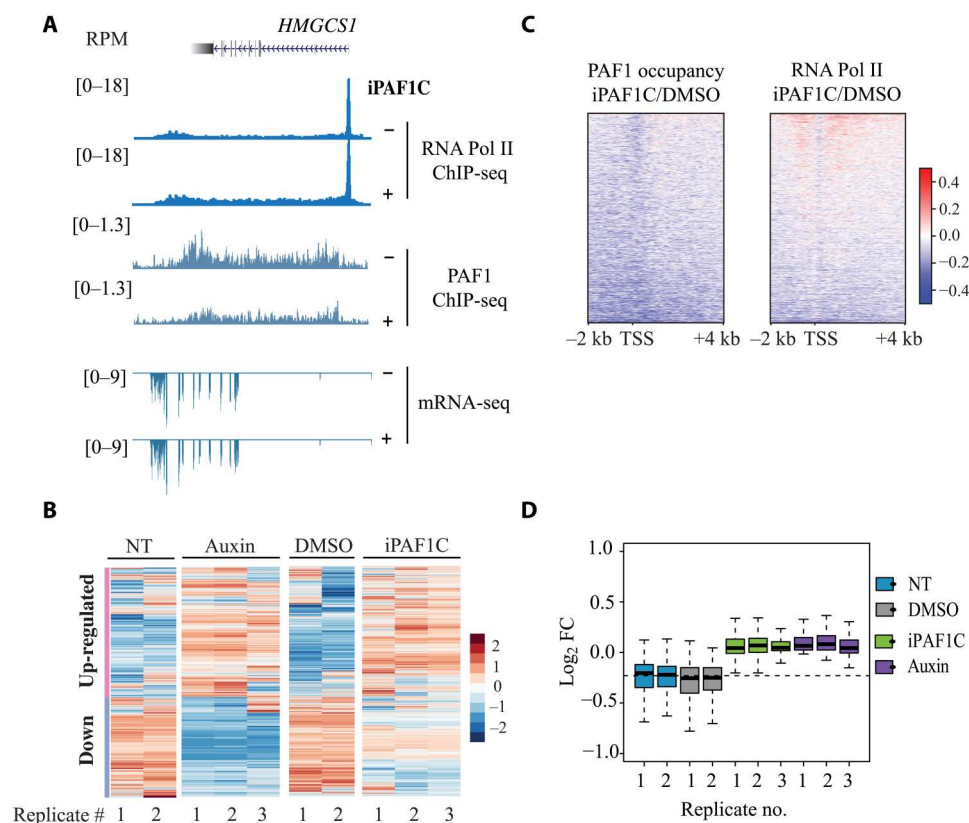 A
HMGCS1
RPM
[0–18]
iPAF1C
–
RNA Pol II
ChIP-seq
[0–18]
+
[0–1.3]
–
PAF1
ChIP-seq
[0–1.3]
+
[0–9]
–
mRNA-seq
[0–9]
+
B
NT Auxin DMSO iPAF1C
Up-regulated
Down
2
1
0
−1
−2
Replicate # 1 2 1 2 3 1 2 1 2 3
C
PAF1 occupancy
iPAF1C/DMSO
RNA Pol II
iPAF1C/DMSO
0.4
0.2
0.0
−0.2
−0.4
−2 kb TSS +4 kb
−2 kb TSS +4 kb
D
Log2 FC
1.0
0.5
0.0
−0.5
−1.0
1 2 1 2 1 2 3 1 2 3
Replicate no.
NT
DMSO
iPAF1C
Auxin